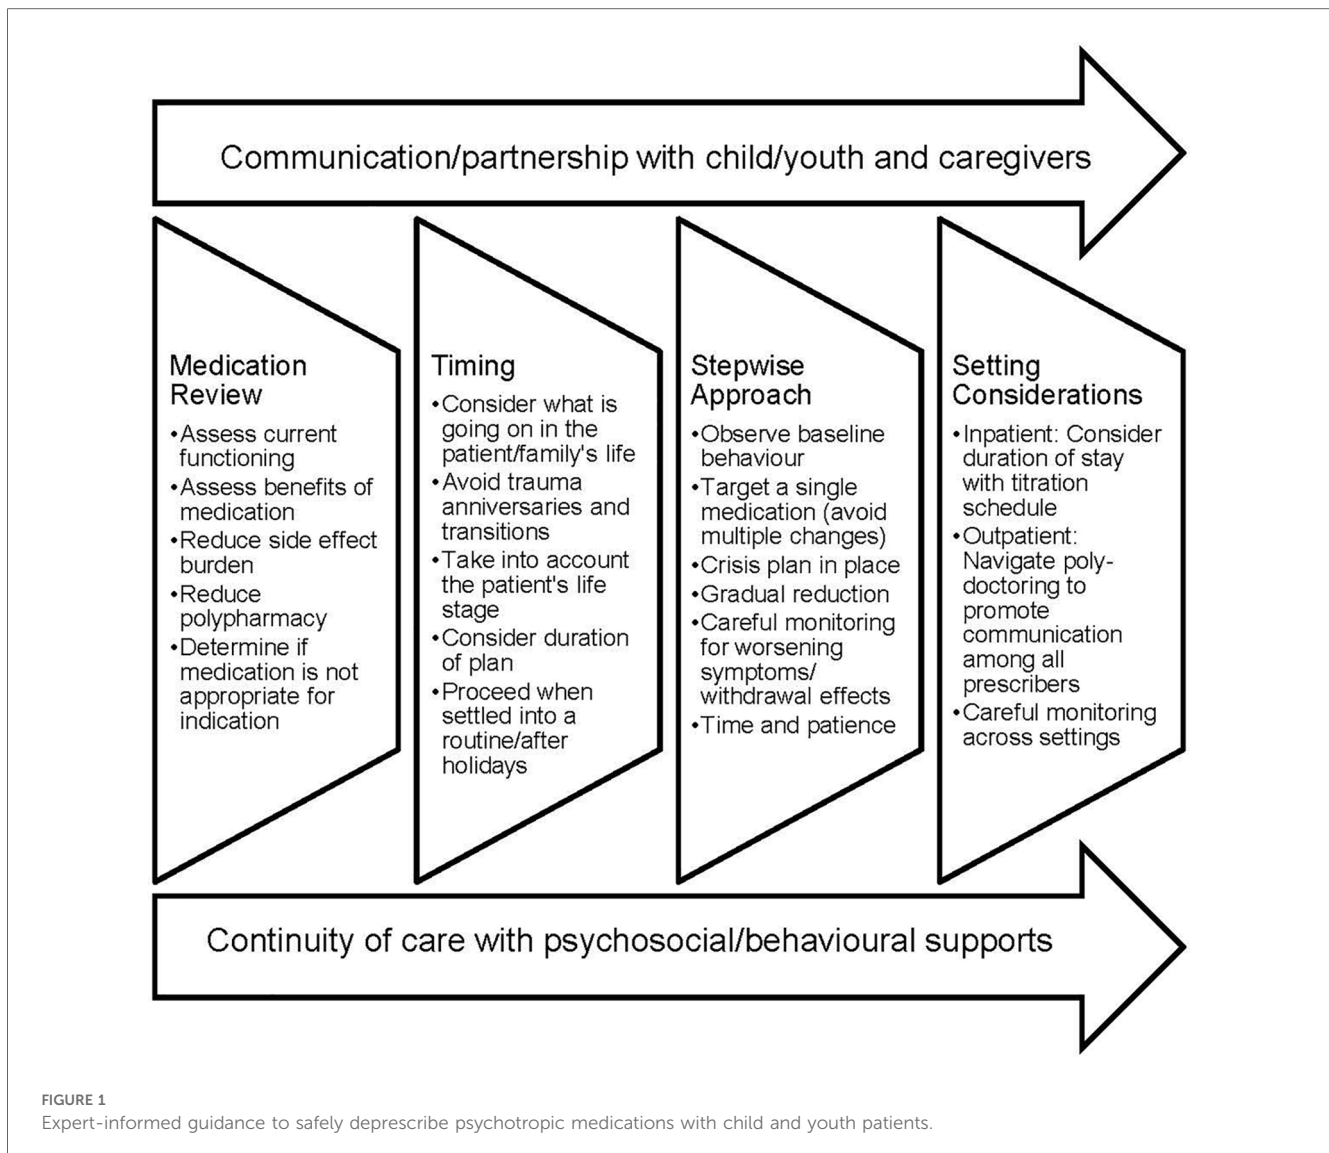 Communication/partnership with child/youth and caregivers
Medication
Review
•Assess current
functioning
•Assess benefits of
medication
•Reduce side effect
burden
•Reduce
polypharmacy
•Determine if
medication is not
appropriate for
indication
Timing
•Consider what is
going on in the
patient/family's life
•Avoid trauma
anniversaries and
transitions
•Take into account
the patient's life
stage
•Consider duration
of plan
•Proceed when
settled into a
routine/after
holidays
Stepwise
Approach
•Observe baseline
behaviour
•Target a single
medication (avoid
multiple changes)
•Crisis plan in place
•Gradual reduction
•Careful monitoring
for worsening
symptoms/
withdrawal effects
•Time and patience
Setting
Considerations
•Inpatient: Consider
duration of stay
with titration
schedule
•Outpatient:
Navigate poly-
doctoring to
promote
communication
among all
prescribers
•Careful monitoring
across settings
Continuity of care with psychosocial/behavioural supports
FIGURE 1
Expert-informed guidance to safely deprescribe psychotropic medications with child and youth patients.